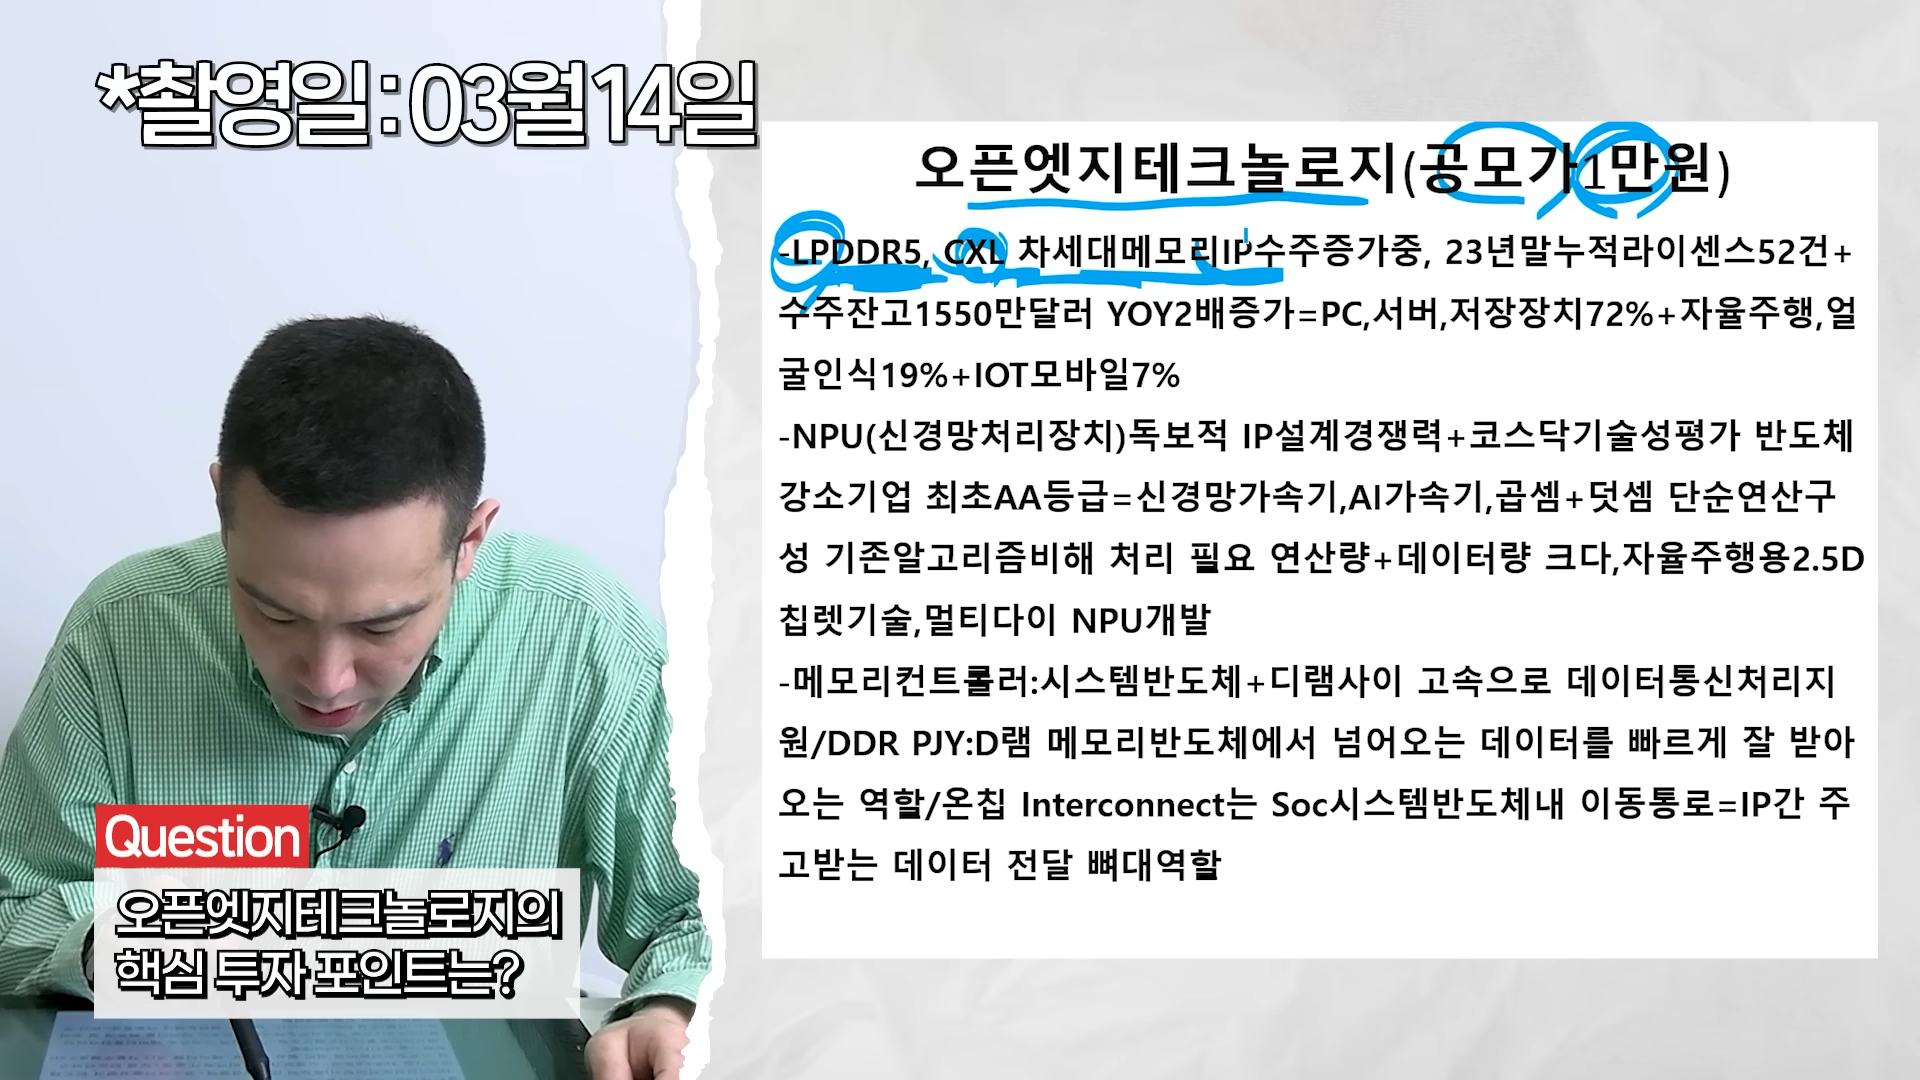 *촬영일:03월14일
오픈엣지테크놀로지(공모가1만원)
-LPDDR5, CXL 차세대메모리IP수주증가중, 23년말누적라이센스52건+
수주잔고1550만달러 YOY2배증가=PC,서버,저장장치72%+자율주행,얼
굴인식19%+IOT모바일7%
-NPU(신경망처리장치)독보적 IP설계경쟁력+코스닥기술성평가 반도체
강소기업 최초AA등급=신경망가속기,AI가속기,곱셈+덧셈 단순연산구
성 기존알고리즘비해 처리 필요 연산량+데이터량 크다,자율주행용2.5D
칩렛기술,멀티다이 NPU개발
-메모리컨트롤러:시스템반도체+디램사이 고속으로 데이터통신처리지
원/DDR PJY:D램 메모리반도체에서 넘어오는 데이터를 빠르게 잘 받아
오는 역할/온칩 Interconnect는 Soc시스템반도체내 이동통로=IP간 주
고받는 데이터 전달 뼈대역할
Question
오픈엣지테크놀로지의
핵심 투자 포인트는?